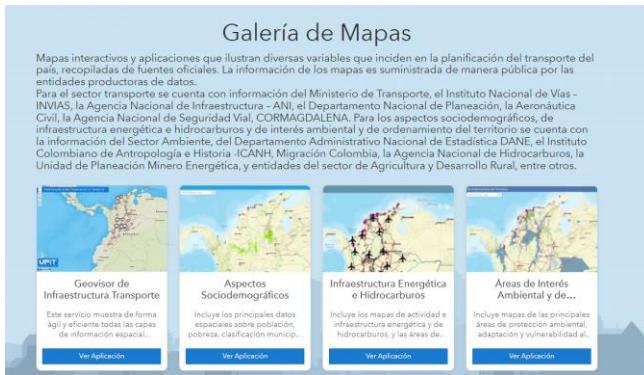 Galería de Mapas
Mapas interactivos y aplicaciones que ilustran diversas variables que inciden en la planificación del transporte del
país, recopiladas de fuentes oficiales. La información de los mapas es suministrada de manera pública por las
entidades productoras de datos.
Para el sector transporte se cuenta con información del Ministerio de Transporte, el Instituto Nacional de Vías –
INVIAS, la Agencia Nacional de Infraestructura – ANI, el Departamento Nacional de Planeación, la Aeronáutica
Civil, la Agencia Nacional de Seguridad Vial, CORMAGDALENA. Para los aspectos sociodemográficos, de
infraestructura energética e hidrocarburos y de interés ambiental y de ordenamiento del territorio se cuenta con
la información del Sector Ambiente, del Departamento Administrativo Nacional de Estadística DANE, el Instituto
Colombiano de Antropología e Historia -ICANH, Migración Colombia, la Agencia Nacional de Hidrocarburos, la
Unidad de Planeación Minero Energética, y entidades del sector de Agricultura y Desarrollo Rural, entre otros.
UPIT
Geovisor de
Infraestructura Transporte
Este servicio muestra de forma
ágil y eficiente todas las capas
de información espacial...
Ver Aplicación
Aspectos
Sociodemográficos
Incluye los principales datos
espaciales sobre población,
pobreza, clasificación municip...
Ver Aplicación
Infraestructura Energética
e Hidrocarburos
Incluye los mapas de actividad e
infraestructura energética y de
hidrocarburos, y las áreas de...
Ver Aplicación
Áreas de Interés
Ambiental y de...
Incluye mapas de las principales
áreas de protección ambiental,
adaptación y vulnerabilidad al...
Ver Aplicación